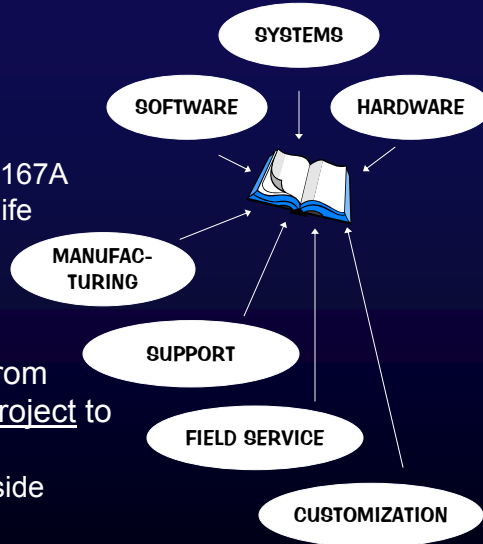 SYSTEMS
SOFTWARE
HARDWARE
167A
ife
MANUFAC-
TURING
SUPPORT
rom
roject to
FIELD SERVICE
side
CUSTOMIZATION